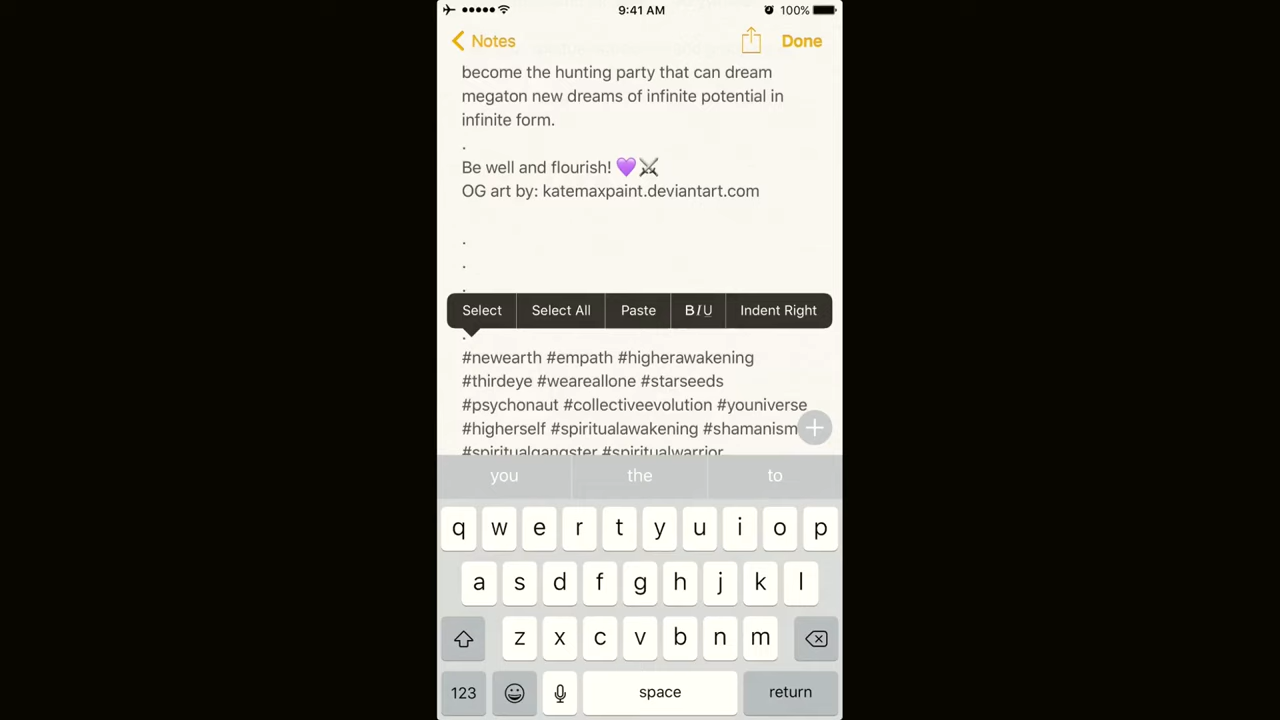 9:41 AM
100%
Notes
Done
become the hunting party that can dream
megaton new dreams of infinite potential in
infinite form.
.
Be well and flourish! 💜⚔
OG art by: katemaxpaint.deviantart.com
.
.
.
Select Select All Paste B I U Indent Right
.
#newearth #empath #higherawakening
#thirdeye #weareallone #starseeds
#psychonaut #collectiveevolution #youniverse
#higherself #spiritualawakening #shamanism
#spiritualgangster #spiritualwarrior
you the to
q w e r t y u i o p
a s d f g h j k l
z x c v b n m
123 space return